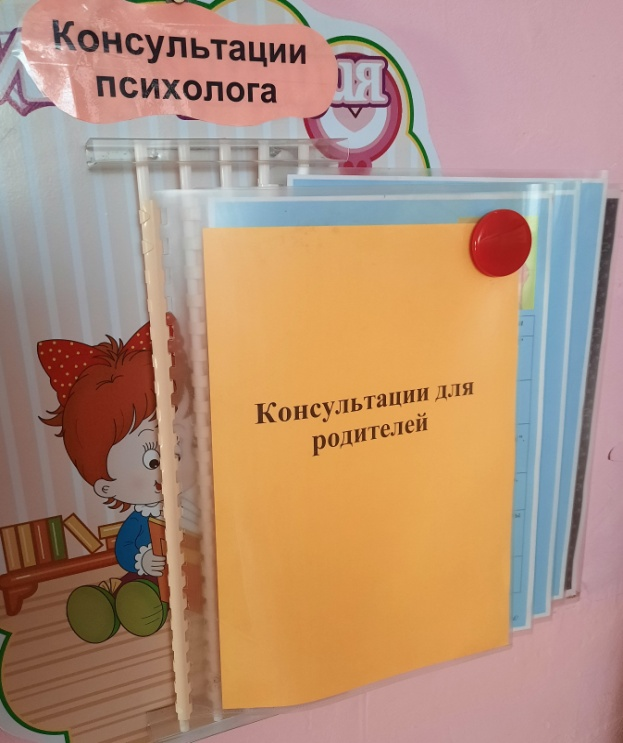 Консультации
психолога
Консультации для
родителей